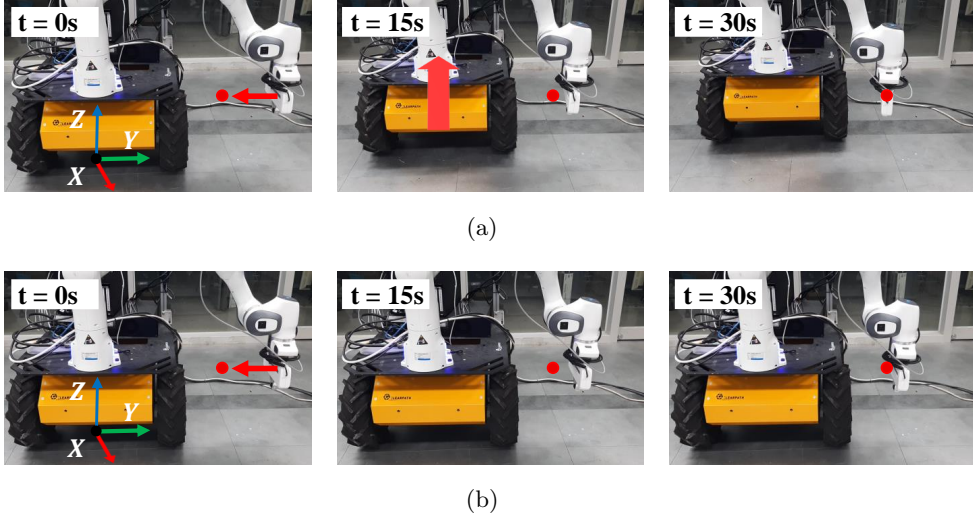 t = 0s
t = 15s
t = 30s
Z
Y
X
(a)
t = 0s
t = 15s
t = 30s
Z
Y
X
(b)